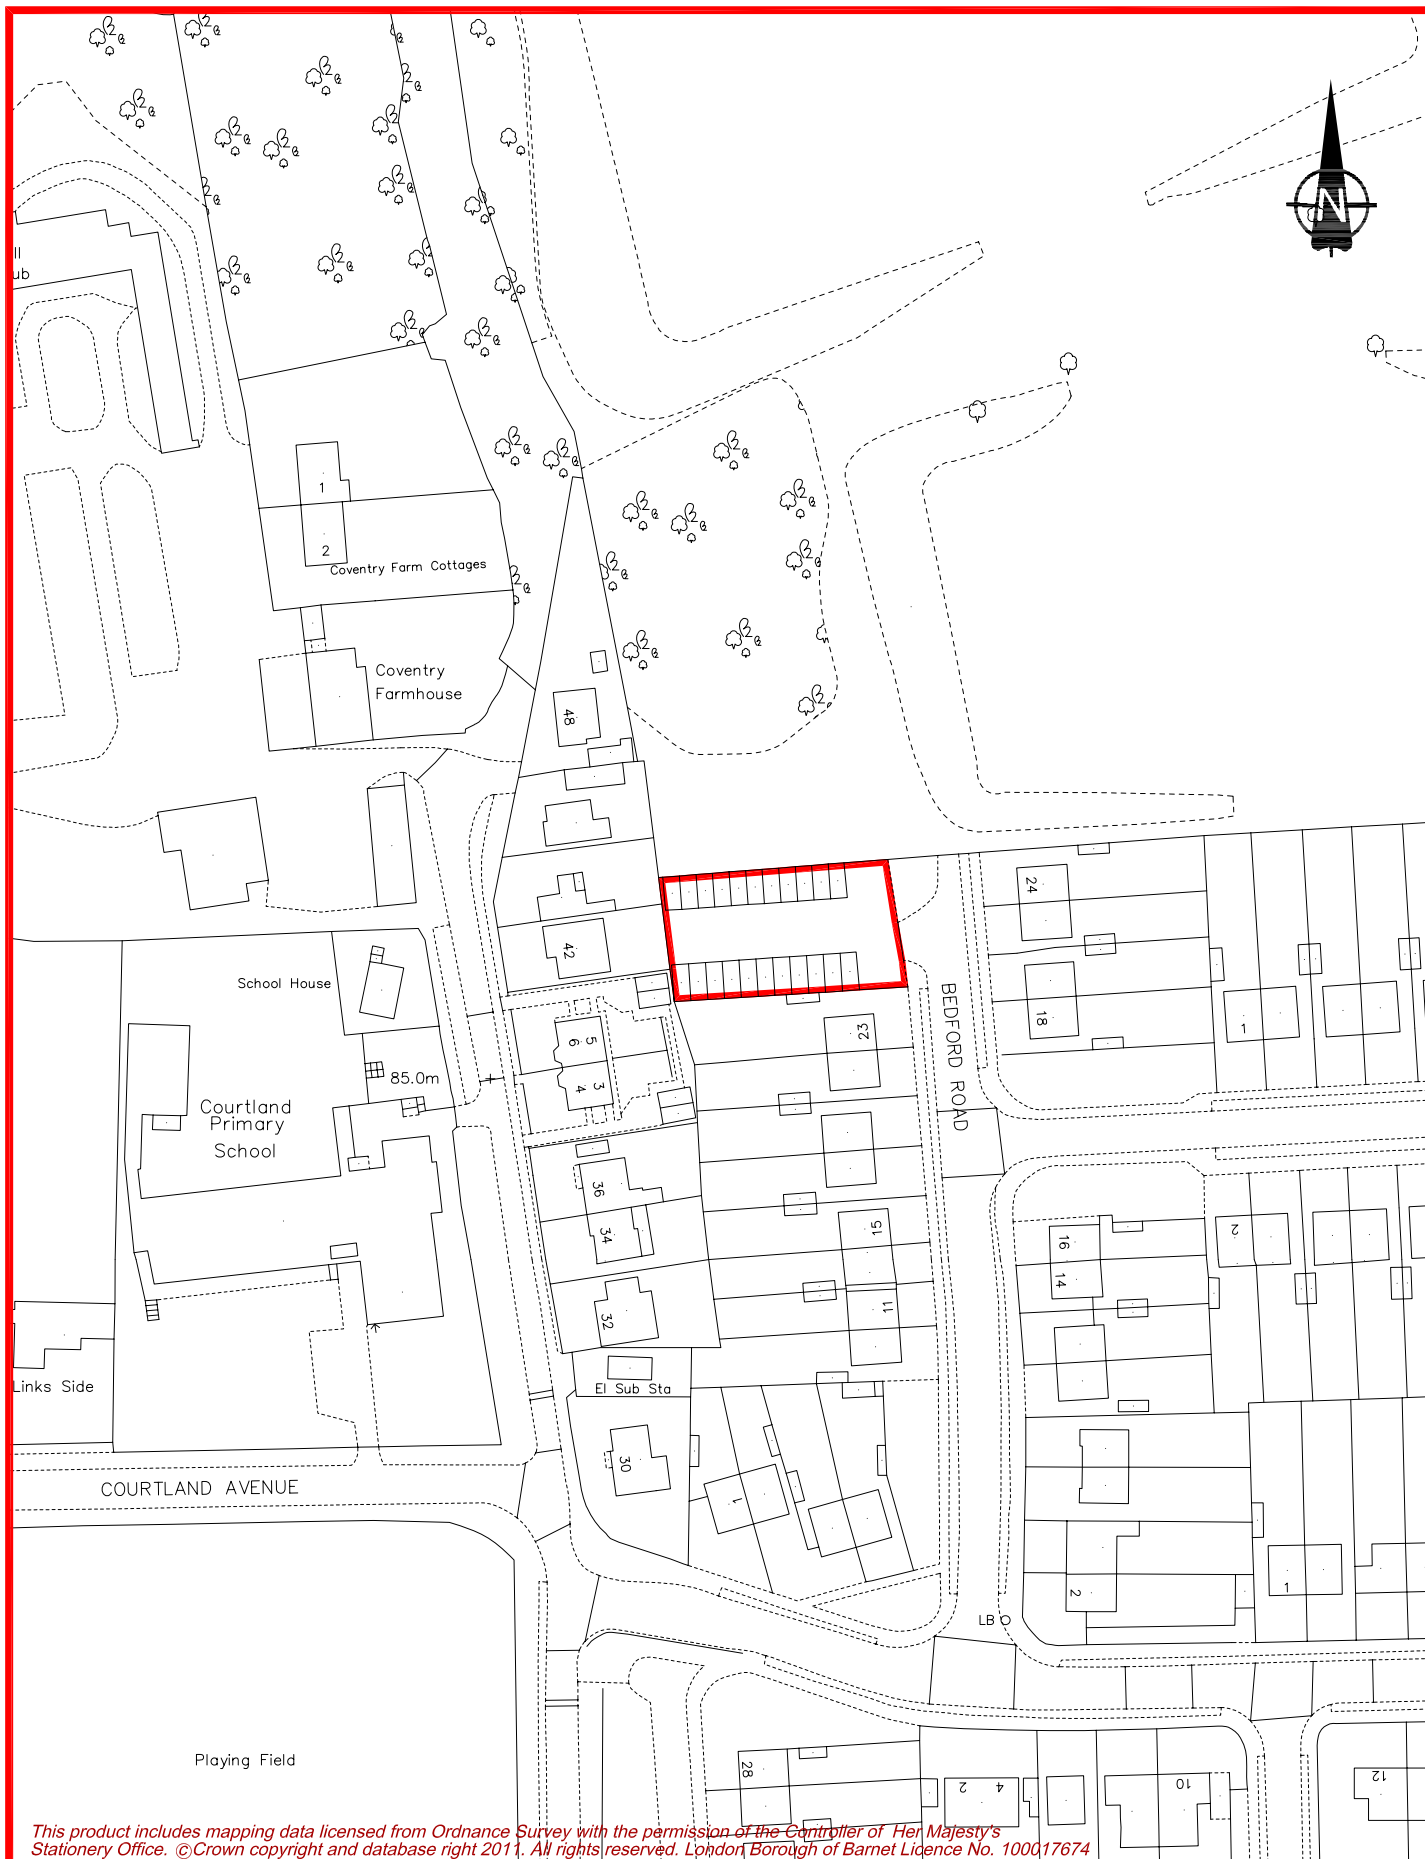 N
ll
ub
1
2
Coventry Farm Cottages
Coventry
Farmhouse
48
24
42
School House
BEDFORD ROAD
18
1
23
5
6
3
4
85.0m
Courtland
Primary
School
36
34
15
16
14
2
32
11
El Sub Sta
Links Side
30
COURTLAND AVENUE
1
1
2
LB
Playing Field
28
2
4
10
12
This product includes mapping data licensed from Ordnance Survey with the permission of the Controller of Her Majesty's
Stationery Office. ©Crown copyright and database right 2011. All rights reserved. London Borough of Barnet Licence No. 100017674